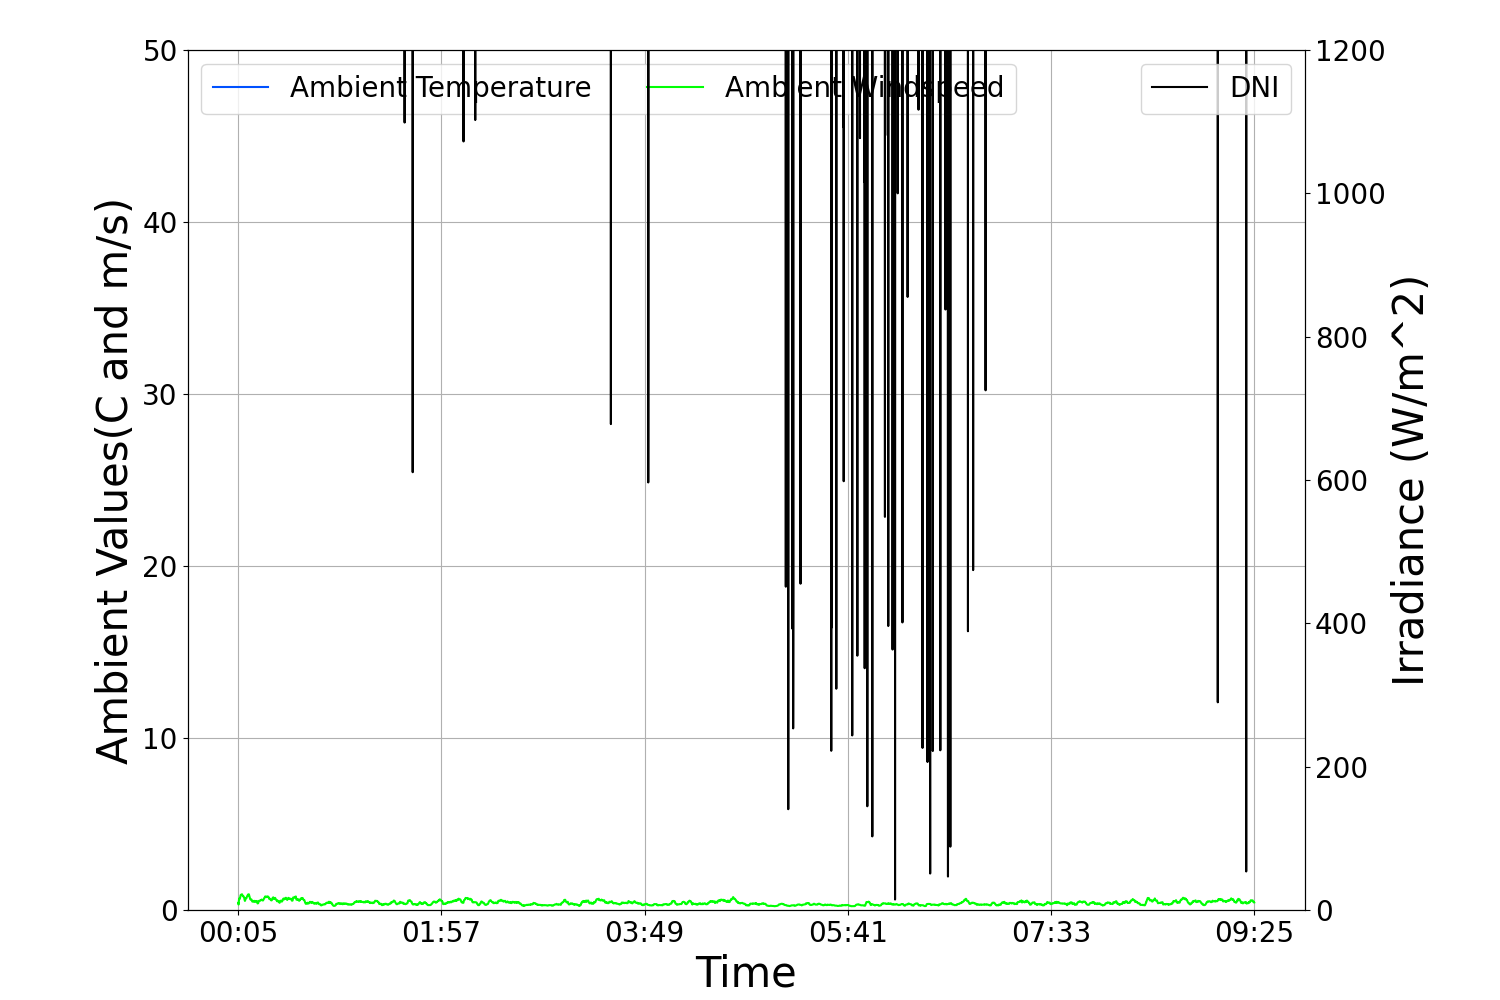 Ambient Temperature
Ambient Windspeed
DNI
Ambient Values(C and m/s)
50
40
30
20
10
0
1200
1000
800
600
400
200
0
Irradiance (W/m^2)
00:05 01:57 03:49 05:41 07:33 09:25
Time